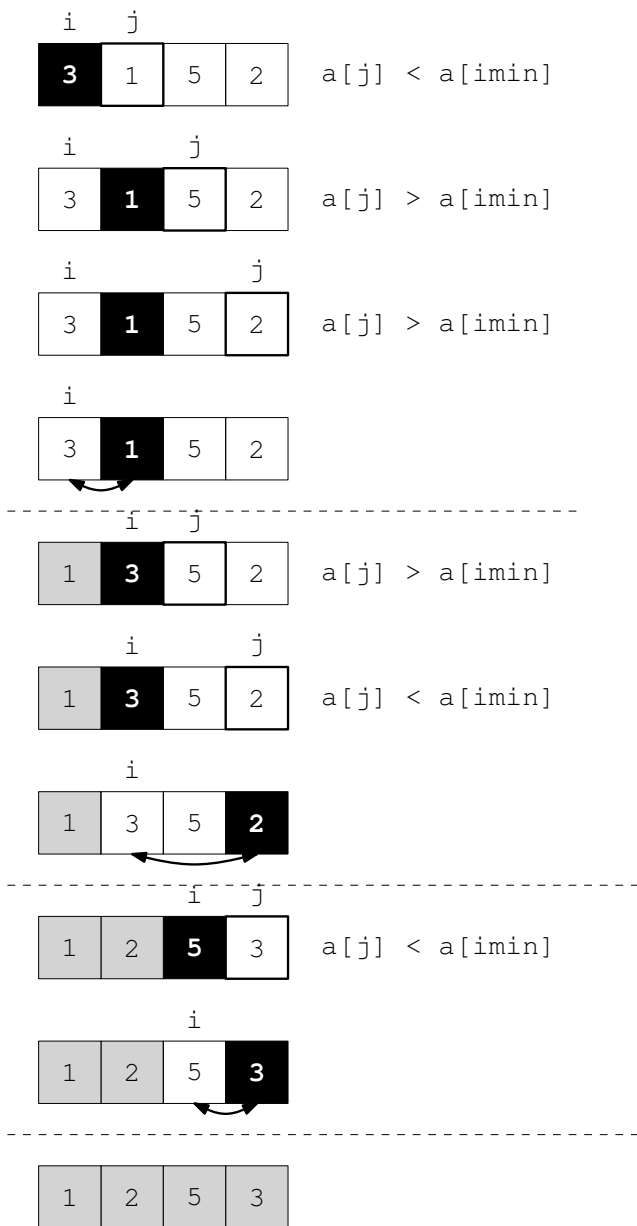 i j
3 1 5 2 a[j] < a[imin]
i j
3 1 5 2 a[j] > a[imin]
i j
3 1 5 2 a[j] > a[imin]
i
3 1 5 2
i j
1 3 5 2 a[j] > a[imin]
i j
1 3 5 2 a[j] < a[imin]
i
1 3 5 2
i j
1 2 5 3 a[j] < a[imin]
i
1 2 5 3
1 2 5 3